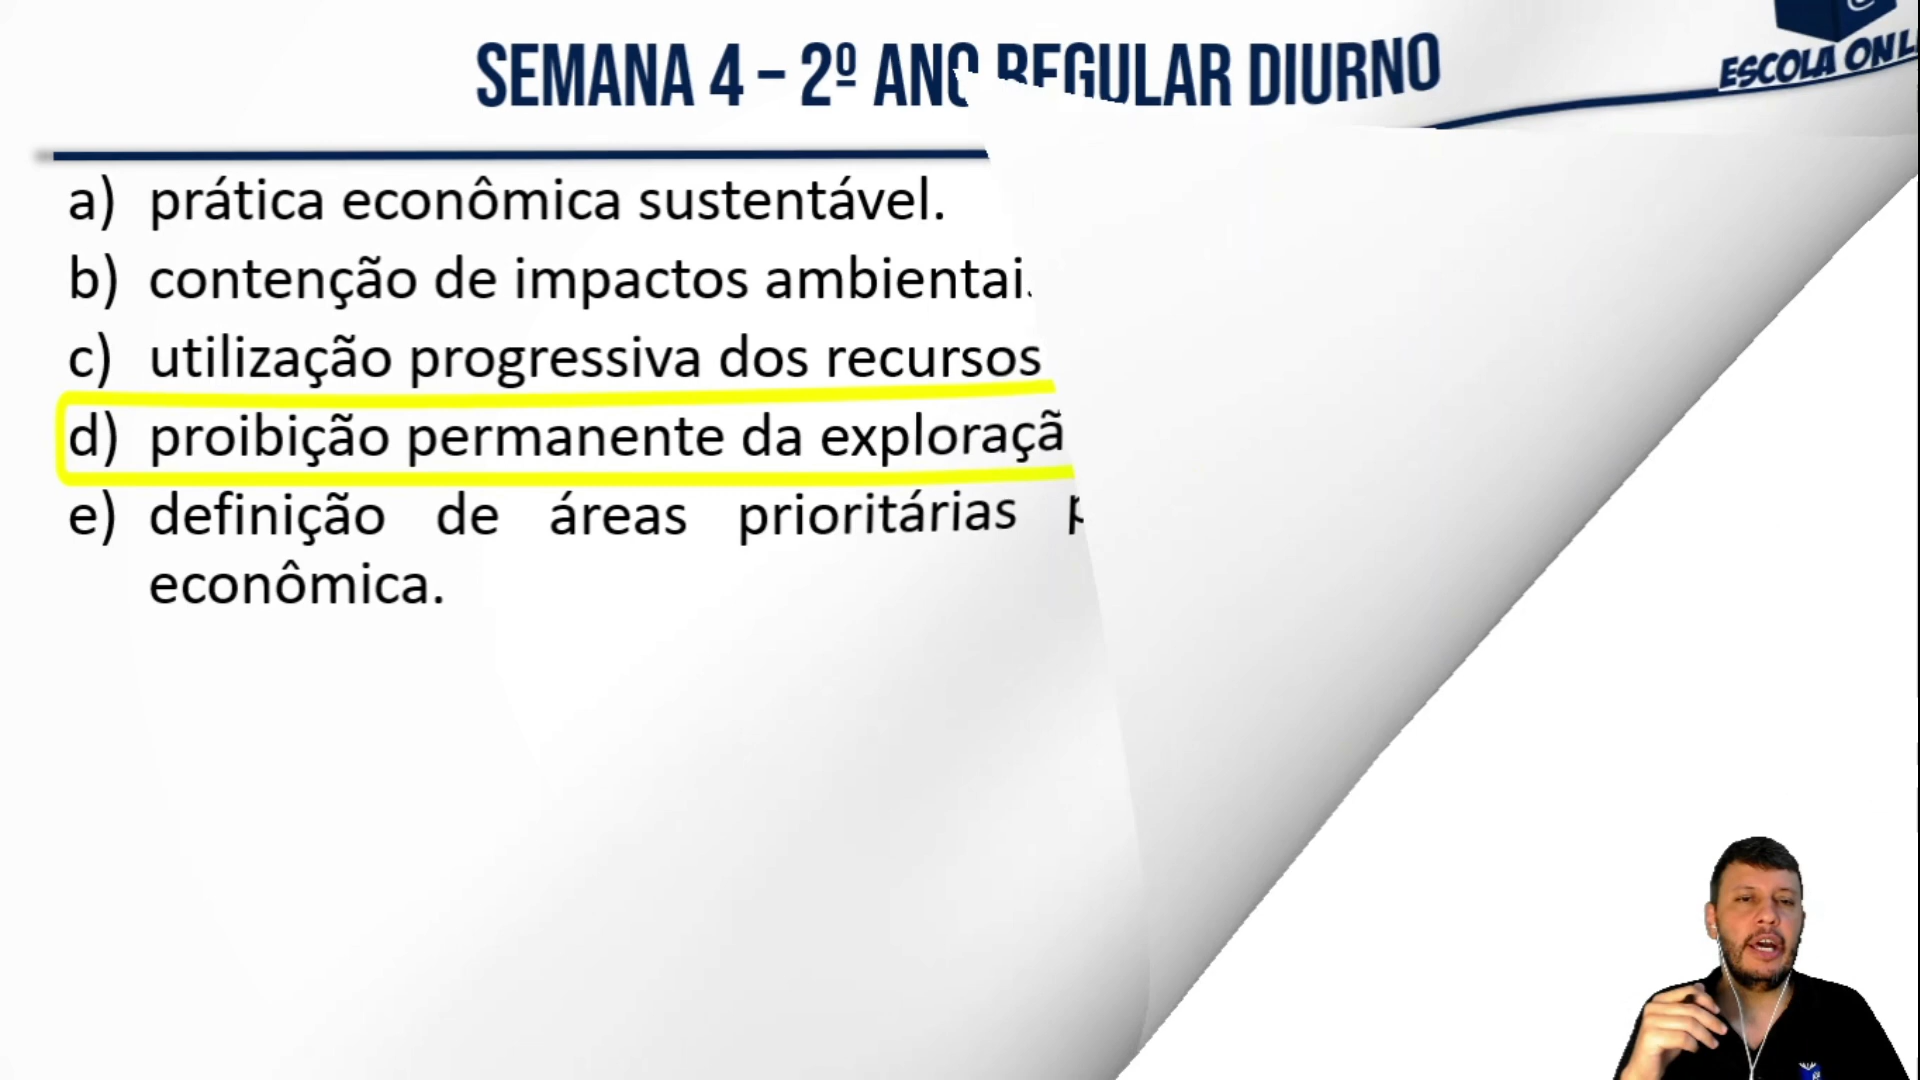 SEMANA 4 – 2º ANO REGULAR DIURNO
ESCOLA ONL
a) prática econômica sustentável.
b) contenção de impactos ambientai
c) utilização progressiva dos recursos
d) proibição permanente da exploraçã
e) definição de áreas prioritárias p
econômica.